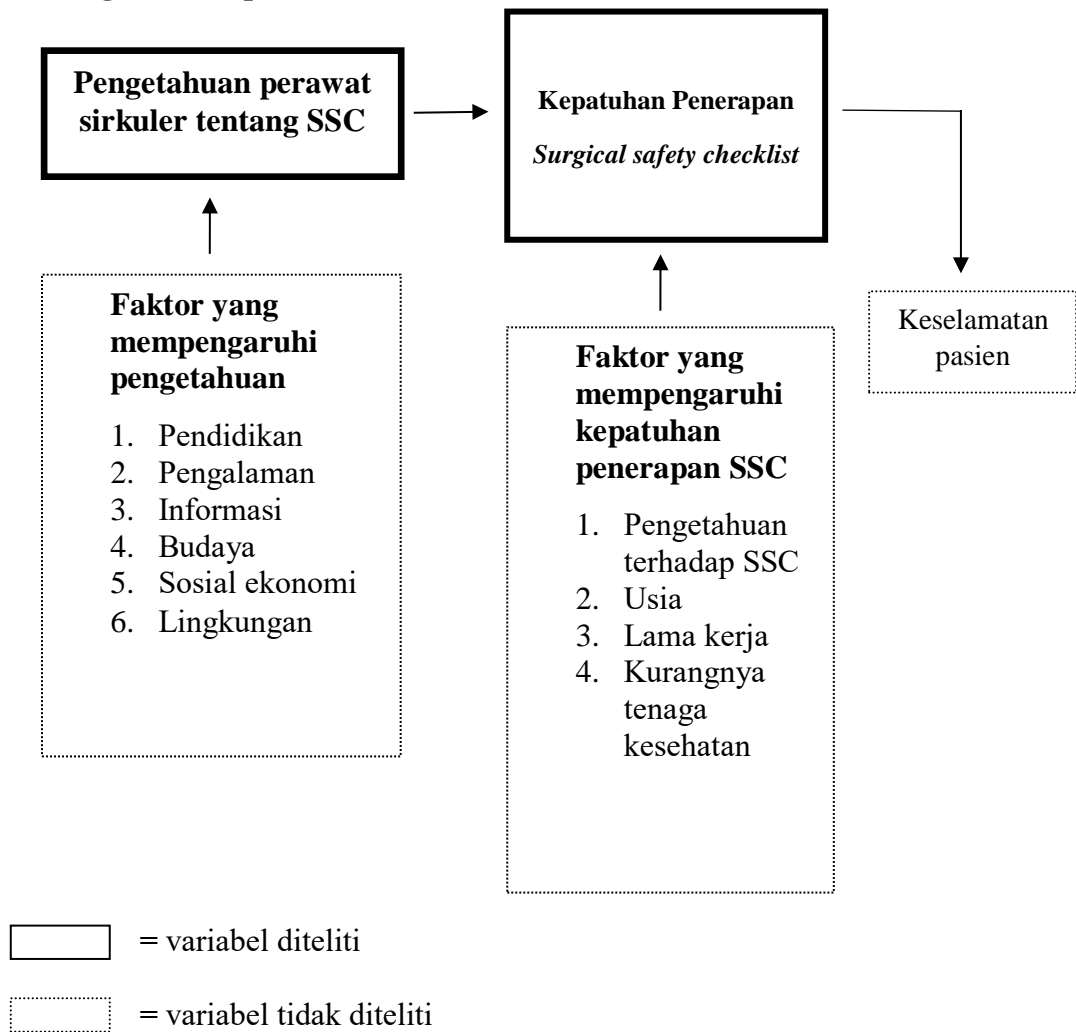 Pengetahuan perawat
sirkuler tentang SSC
Kepatuhan Penerapan
Surgical safety checklist
Faktor yang
mempengaruhi
pengetahuan
1. Pendidikan
2. Pengalaman
3. Informasi
4. Budaya
5. Sosial ekonomi
6. Lingkungan
Faktor yang
mempengaruhi
kepatuhan
penerapan SSC
1. Pengetahuan
terhadap SSC
2. Usia
3. Lama kerja
4. Kurangnya
tenaga
kesehatan
Keselamatan
pasien
= variabel diteliti
= variabel tidak diteliti